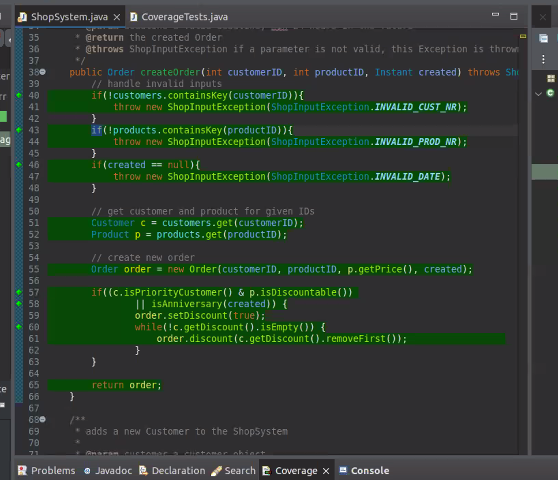 ShopSystem.java
CoverageTests.java
35 * @return the created Order
36 * @throws ShopInputException if a parameter is not valid, this Exception is thrown
37 */
38 public Order createOrder(int customerID, int productID, Instant created) throws Sho
39 // handle invalid inputs
40 if(!customers.containsKey(customerID)){
41 throw new ShopInputException(ShopInputException.INVALID_CUST_NR);
42 }
43 if(!products.containsKey(productID)){
44 throw new ShopInputException(ShopInputException.INVALID_PROD_NR);
45 }
46 if(created == null){
47 throw new ShopInputException(ShopInputException.INVALID_DATE);
48 }
49
50 // get customer and product for given IDs
51 Customer c = customers.get(customerID);
52 Product p = products.get(productID);
53
54 // create new order
55 Order order = new Order(customerID, productID, p.getPrice(), created);
56
57 if((c.isPriorityCustomer() & p.isDiscountable())
58 || isAnniversary(created)) {
59 order.setDiscount(true);
60 while(!c.getDiscount().isEmpty()) {
61 order.discount(c.getDiscount().removeFirst());
62 }
63 }
64
65 return order;
66 }
67
68 /**
69 * adds a new Customer to the ShopSystem
70 *
71 * @param customer a customer object
Problems
Javadoc
Declaration
Search
Coverage
Console